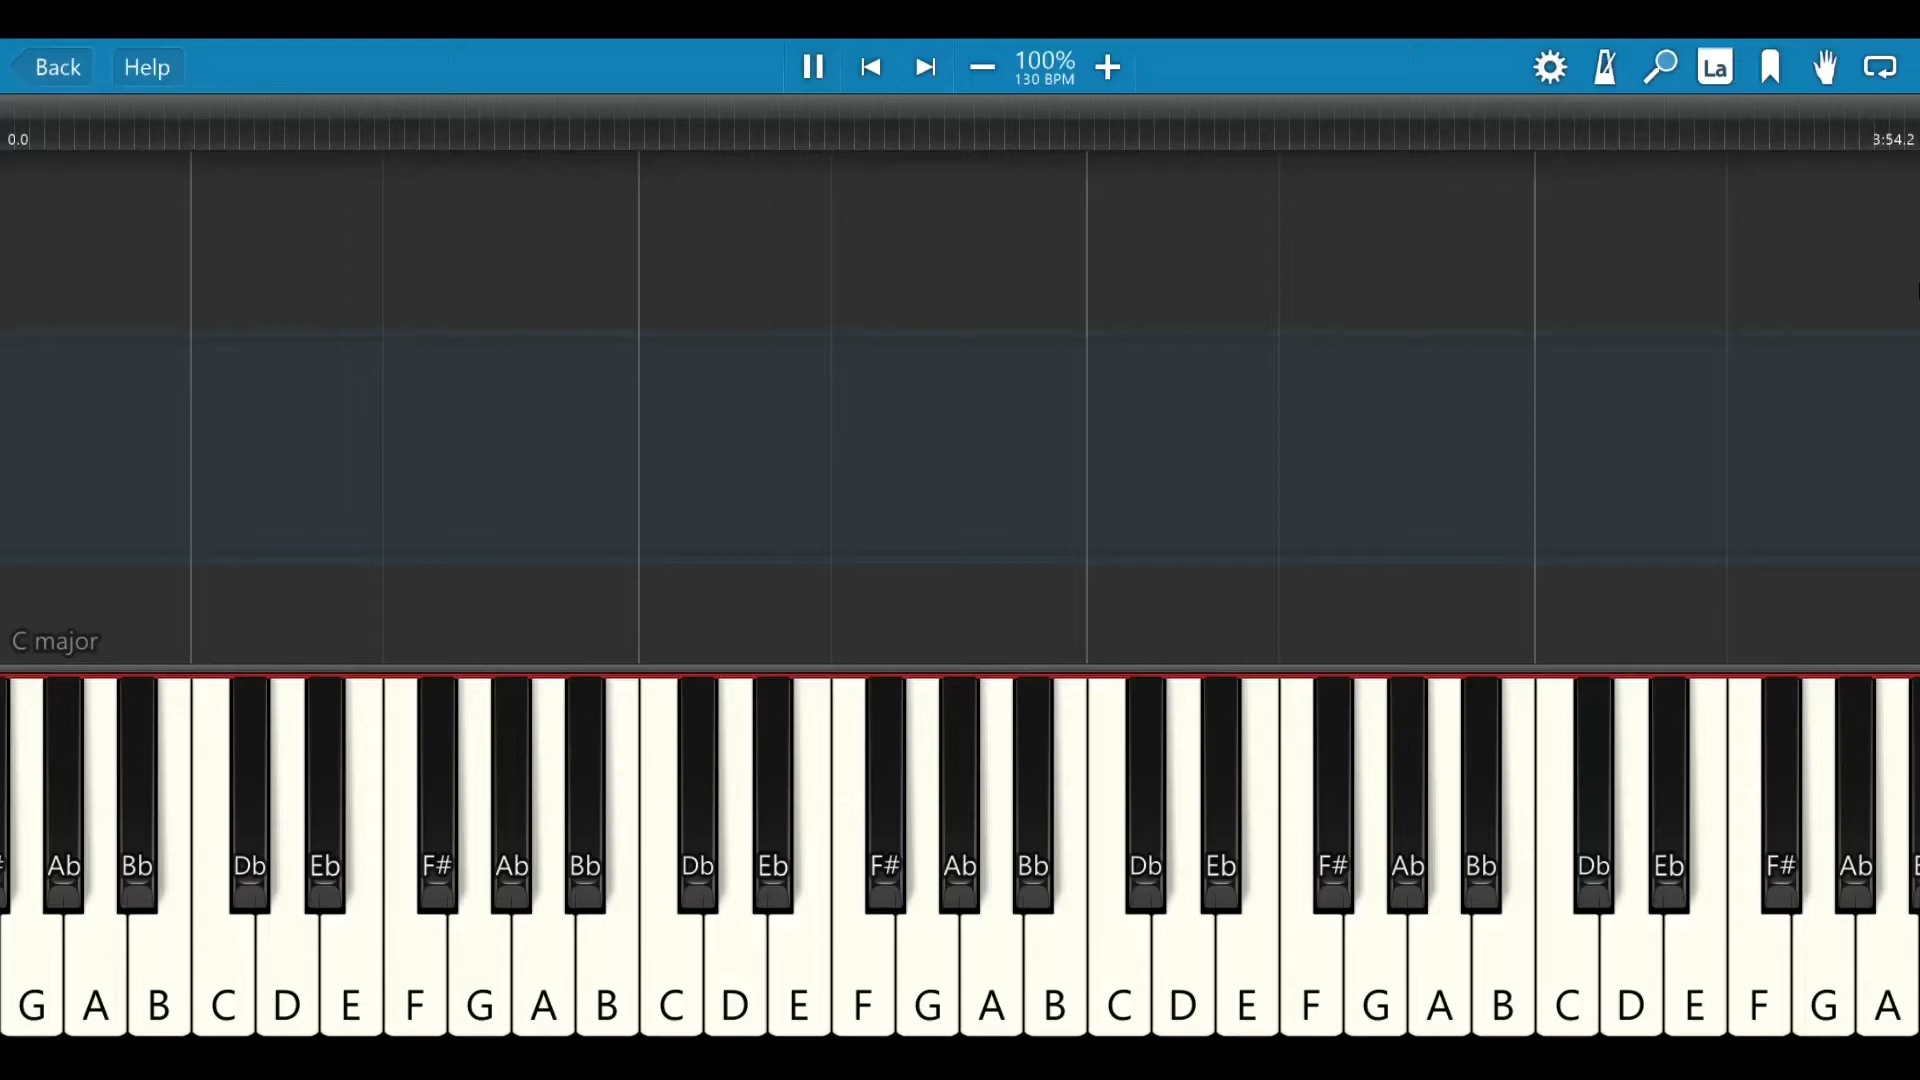 Back Help 100% La
130 BPM
0.0 3:54.2
C major
Ab Bb Db Eb F# Ab Bb Db Eb F# Ab Bb Db Eb F# Ab Bb Db Eb F# Ab
G A B C D E F G A B C D E F G A B C D E F G A B C D E F G A